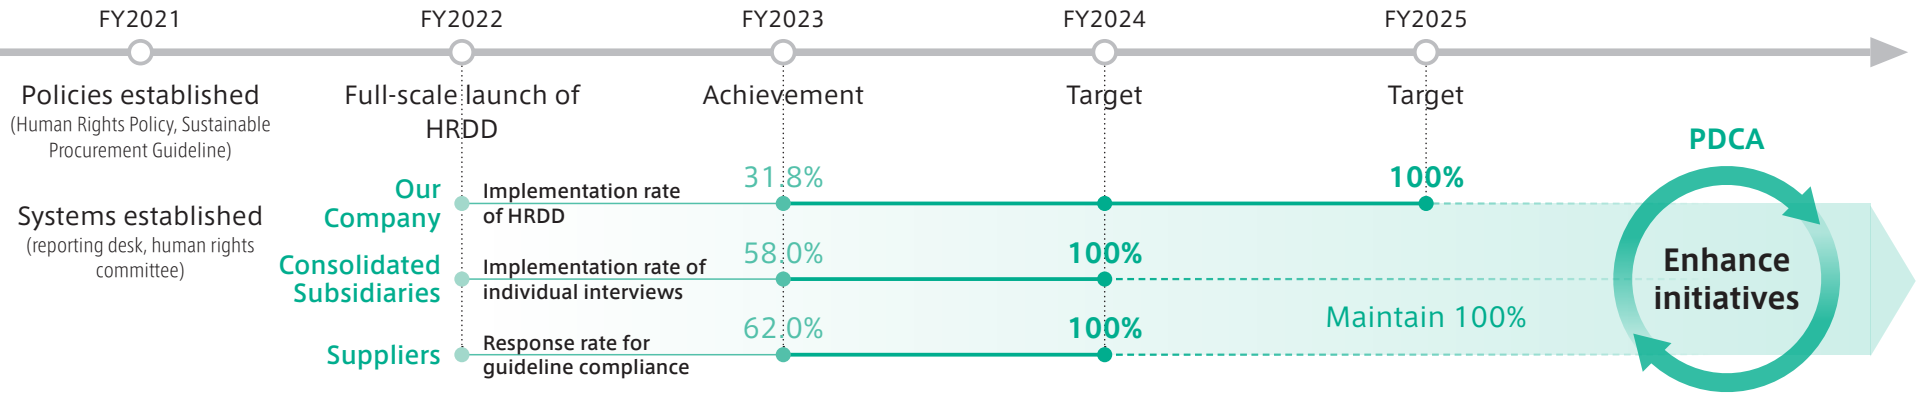 FY2021
FY2022
FY2023
FY2024
FY2025
Policies established
(Human Rights Policy, Sustainable
Procurement Guideline)
Systems established
(reporting desk, human rights
committee)
Full-scale launch of
HRDD
Achievement
Target
Target
Our
Company
Implementation rate
of HRDD
31.8%
100%
Consolidated
Subsidiaries
Implementation rate of
individual interviews
58.0%
100%
Suppliers
Response rate for
guideline compliance
62.0%
100%
Maintain 100%
PDCA
Enhance
initiatives